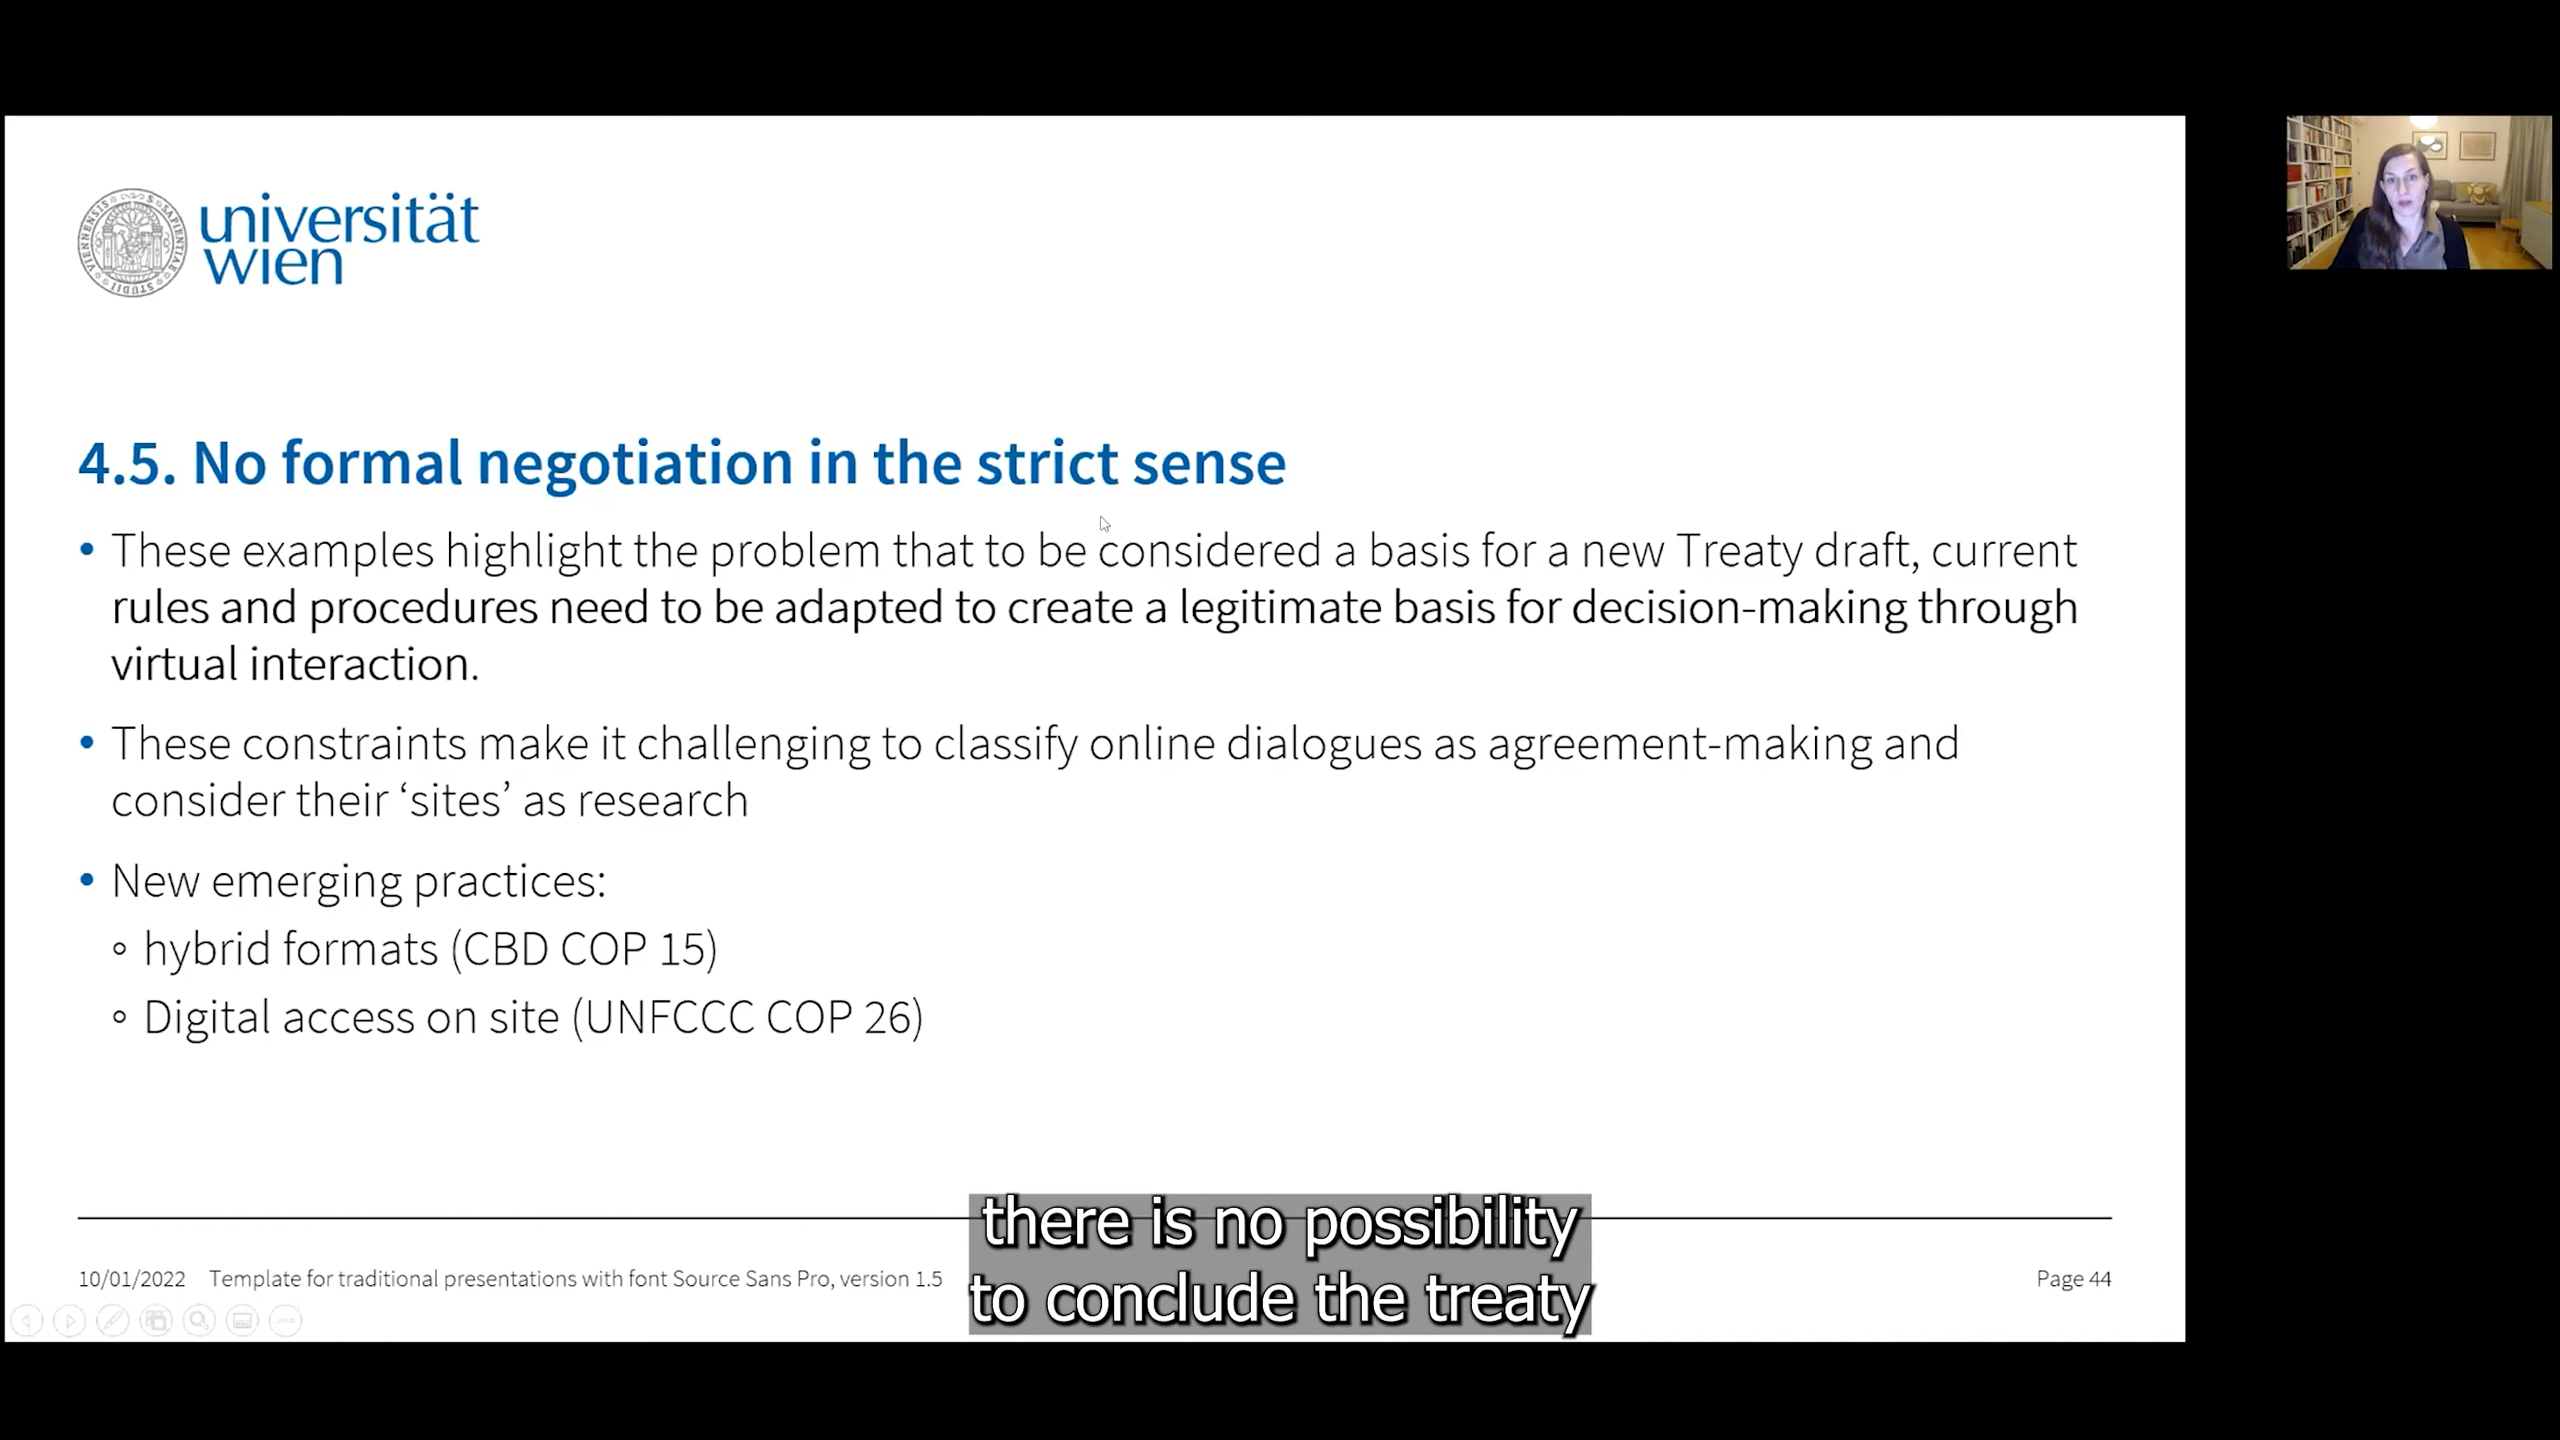 universität
wien
4.5. No formal negotiation in the strict sense
• These examples highlight the problem that to be considered a basis for a new Treaty draft, current
rules and procedures need to be adapted to create a legitimate basis for decision-making through
virtual interaction.
• These constraints make it challenging to classify online dialogues as agreement-making and
consider their ‘sites’ as research
• New emerging practices:
◦ hybrid formats (CBD COP 15)
◦ Digital access on site (UNFCCC COP 26)
there is no possibility
to conclude the treaty
10/01/2022 Template for traditional presentations with font Source Sans Pro, version 1.5
Page 44